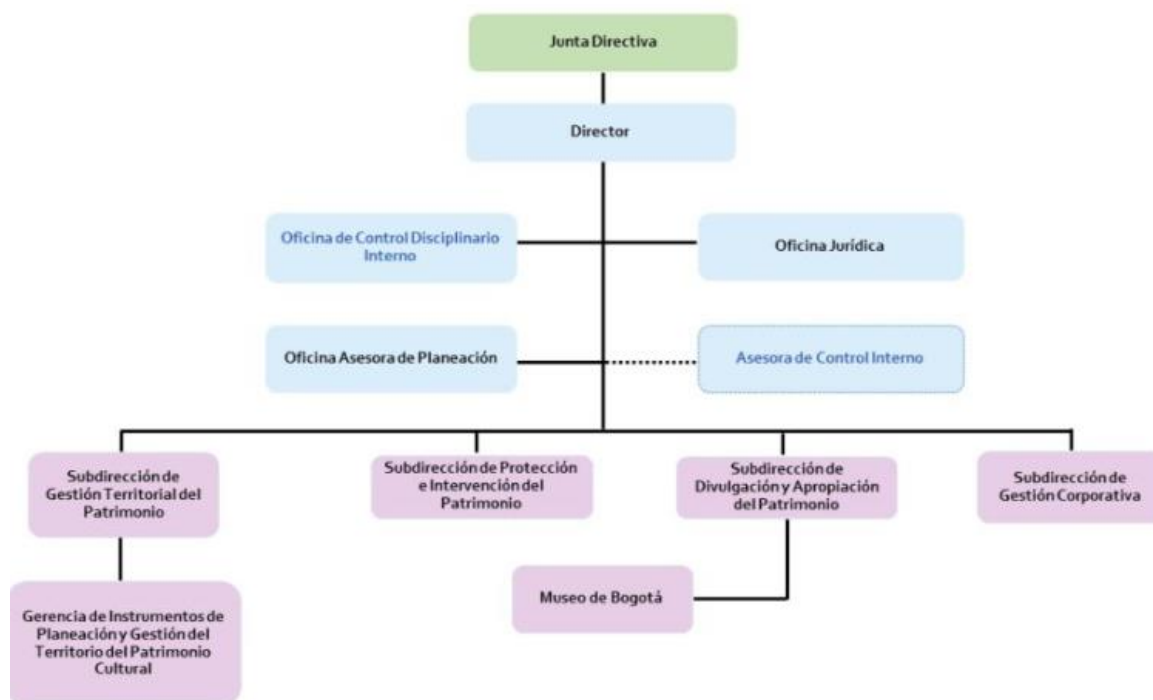 Junta Directiva
Director
Oficina de Control Disciplinario
Interno
Oficina Jurídica
Oficina Asesora de Planeación
Asesora de Control Interno
Subdirección de
Gestión Territorial del
Patrimonio
Subdirección de Protección
e Intervención del
Patrimonio
Subdirección de
Divulgación y Apropiación
del Patrimonio
Subdirección de
Gestión Corporativa
Gerencia de Instrumentos de
Planeación y Gestión del
Territorio del Patrimonio
Cultural
Museo de Bogotá